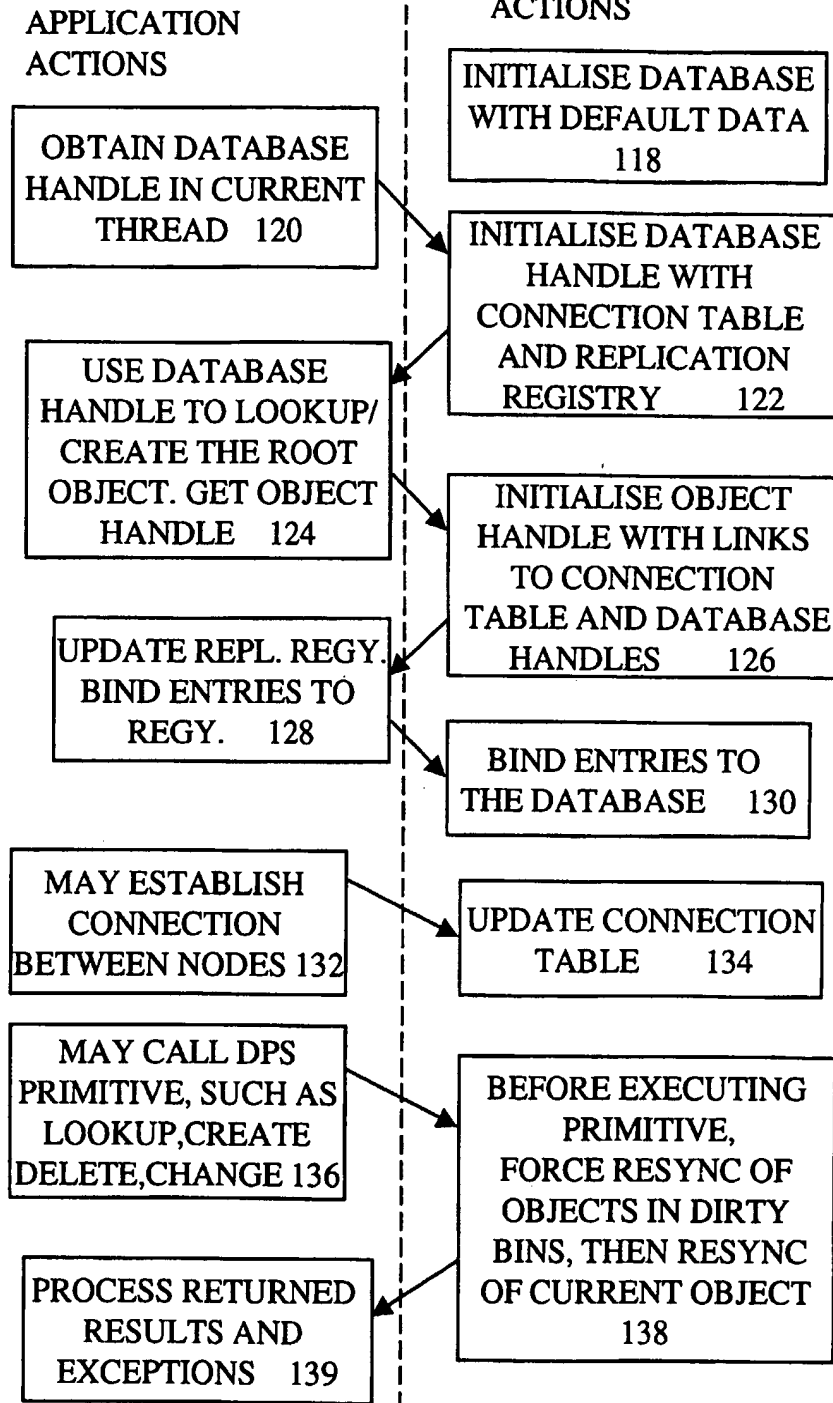 APPLICATION
ACTIONS
ACTIONS
INITIALISE DATABASE
WITH DEFAULT DATA
118
OBTAIN DATABASE
HANDLE IN CURRENT
THREAD 120
INITIALISE DATABASE
HANDLE WITH
CONNECTION TABLE
AND REPLICATION
REGISTRY 122
USE DATABASE
HANDLE TO LOOKUP/
CREATE THE ROOT
OBJECT. GET OBJECT
HANDLE 124
INITIALISE OBJECT
HANDLE WITH LINKS
TO CONNECTION
TABLE AND DATABASE
HANDLES 126
UPDATE REPL. REGY.
BIND ENTRIES TO
REGY. 128
BIND ENTRIES TO
THE DATABASE 130
MAY ESTABLISH
CONNECTION
BETWEEN NODES 132
UPDATE CONNECTION
TABLE 134
MAY CALL DPS
PRIMITIVE, SUCH AS
LOOKUP,CREATE
DELETE,CHANGE 136
BEFORE EXECUTING
PRIMITIVE,
FORCE RESYNC OF
OBJECTS IN DIRTY
BINS, THEN RESYNC
OF CURRENT OBJECT
138
PROCESS RETURNED
RESULTS AND
EXCEPTIONS 139